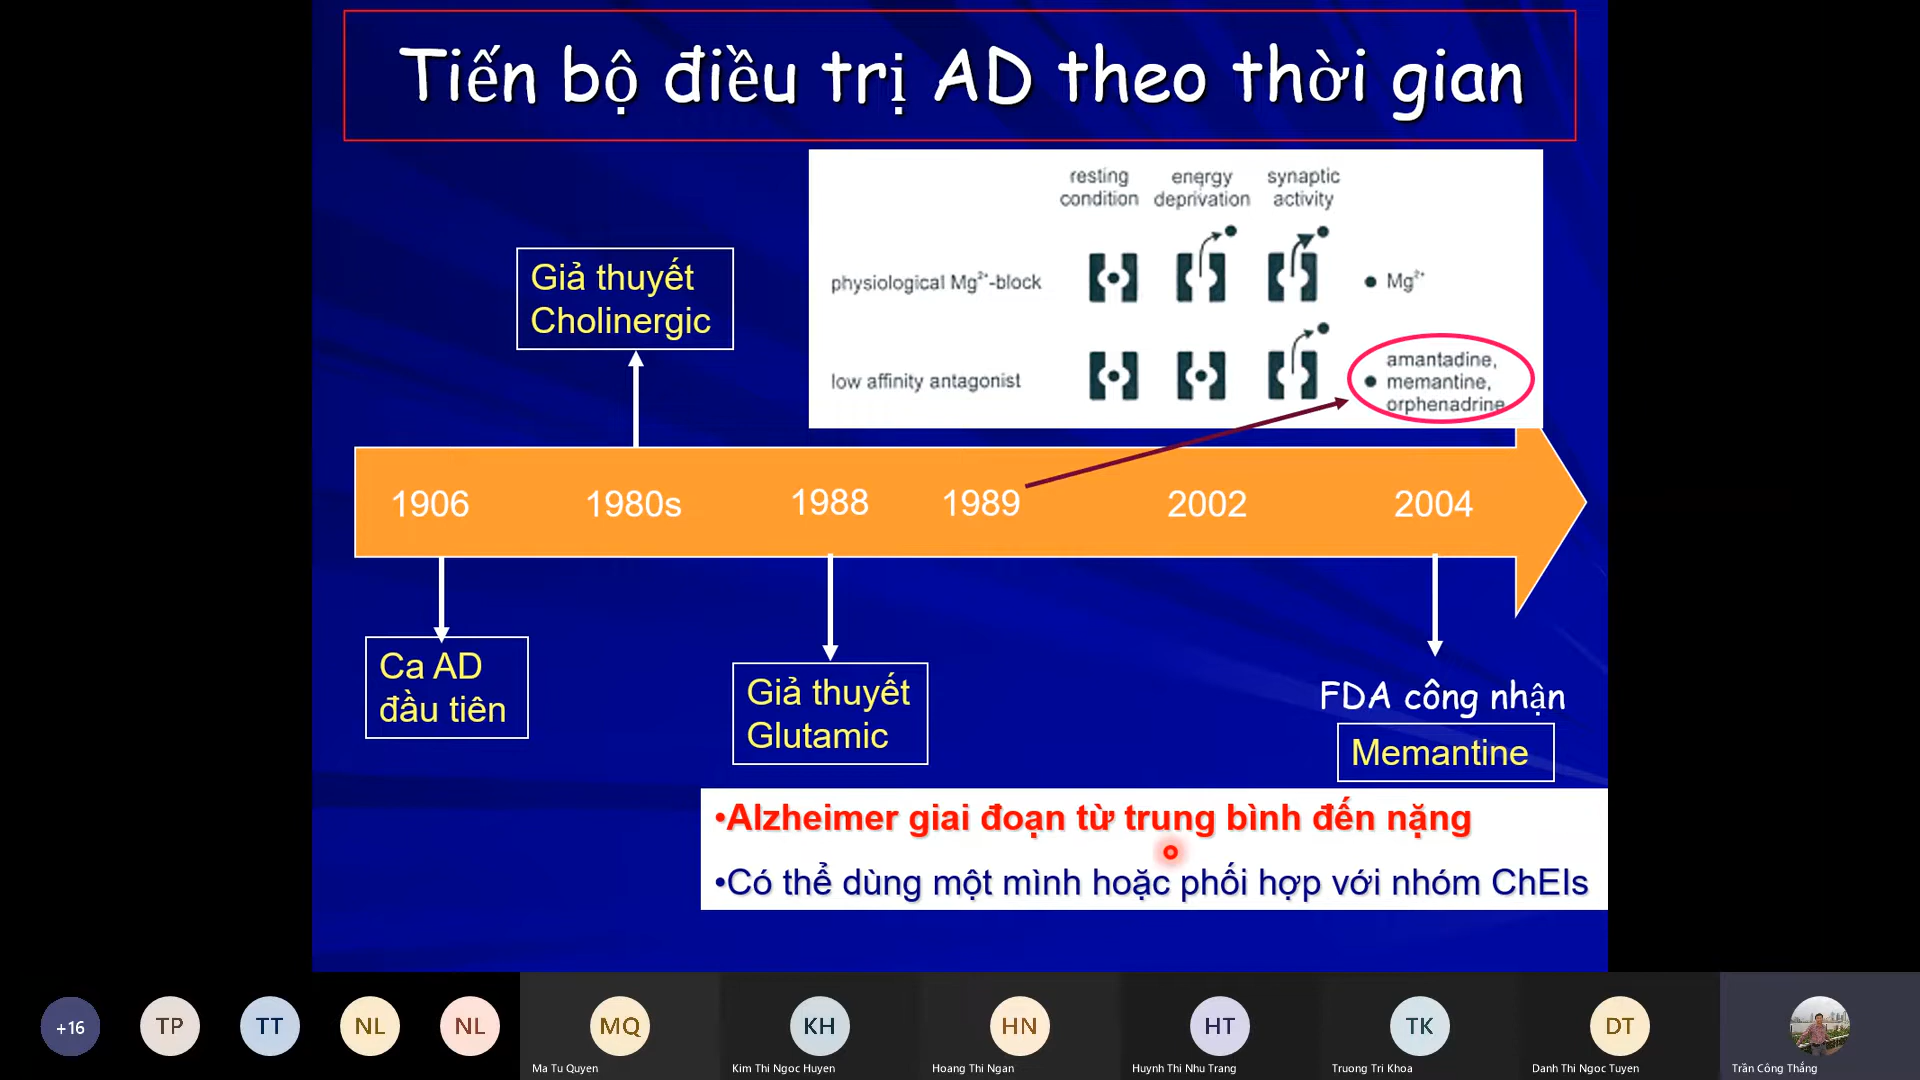 Tiến bộ điều trị AD theo thời gian
resting condition
energy deprivation
synaptic activity
physiological Mg²⁺-block
Mg²⁺
low affinity antagonist
amantadine,
memantine,
orphenadrine
Giả thuyết
Cholinergic
1906
1980s
1988
1989
2002
2004
Ca AD
đầu tiên
Giả thuyết
Glutamic
FDA công nhận
Memantine
•Alzheimer giai đoạn từ trung bình đến nặng
•Có thể dùng một mình hoặc phối hợp với nhóm ChEIs
+16
TP
TT
NL
NL
MQ
KH
HN
HT
TK
DT
Ma Tu Quyen
Kim Thi Ngoc Huyen
Hoang Thi Ngan
Huynh Thi Nhu Trang
Truong Tri Khoa
Danh Thi Ngoc Tuyen
Trần Công Thắng